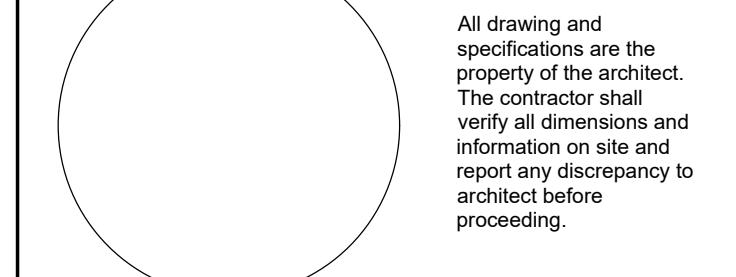 All drawing and
specifications are the
property of the architect.
The contractor shall
verify all dimensions and
information on site and
report any discrepancy to
architect before
proceeding.